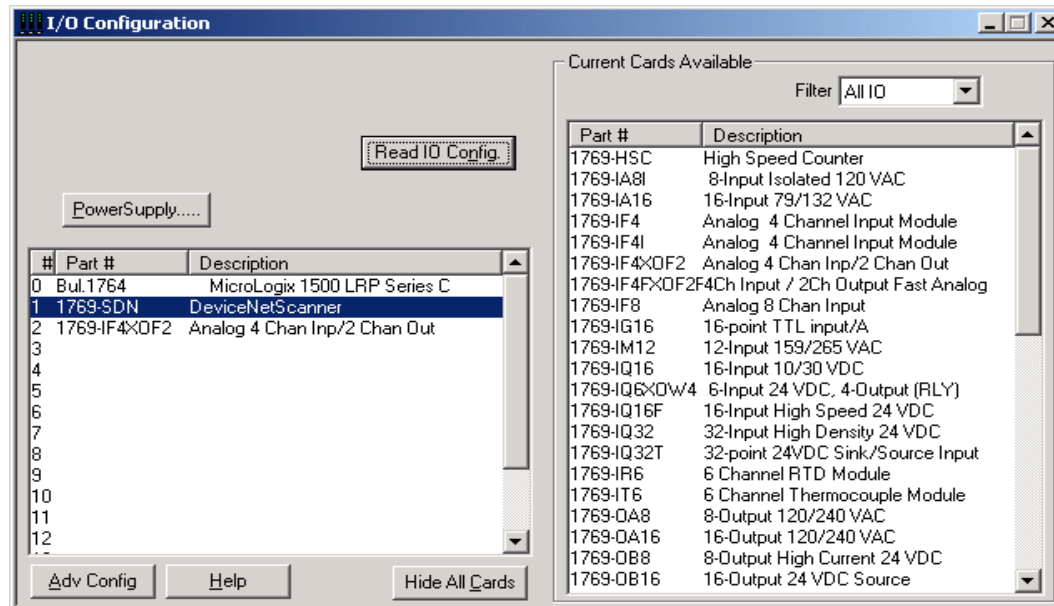 I/O Configuration
Read IO Config.
PowerSupply.....
# Part # Description
0 Bul.1764 MicroLogix 1500 LRP Series C
1 1769-SDN DeviceNetScanner
2 1769-IF4XOF2 Analog 4 Chan Inp/2 Chan Out
3
4
5
6
7
8
9
10
11
12
Adv Config Help Hide All Cards
Current Cards Available
Filter All IO
Part # Description
1769-HSC High Speed Counter
1769-IA8I 8-Input Isolated 120 VAC
1769-IA16 16-Input 79/132 VAC
1769-IF4 Analog 4 Channel Input Module
1769-IF4I Analog 4 Channel Input Module
1769-IF4XOF2 Analog 4 Chan Inp/2 Chan Out
1769-IF4FXOF2F4Ch Input / 2Ch Output Fast Analog
1769-IF8 Analog 8 Chan Input
1769-IG16 16-point TTL input/A
1769-IM12 12-Input 159/265 VAC
1769-IQ16 16-Input 10/30 VDC
1769-IQ6XOW4 6-Input 24 VDC, 4-Output (RLY)
1769-IQ16F 16-Input High Speed 24 VDC
1769-IQ32 32-Input High Density 24 VDC
1769-IQ32T 32-point 24VDC Sink/Source Input
1769-IR6 6 Channel RTD Module
1769-IT6 6 Channel Thermocouple Module
1769-OA8 8-Output 120/240 VAC
1769-OA16 16-Output 120/240 VAC
1769-OB8 8-Output High Current 24 VDC
1769-OB16 16-Output 24 VDC Source